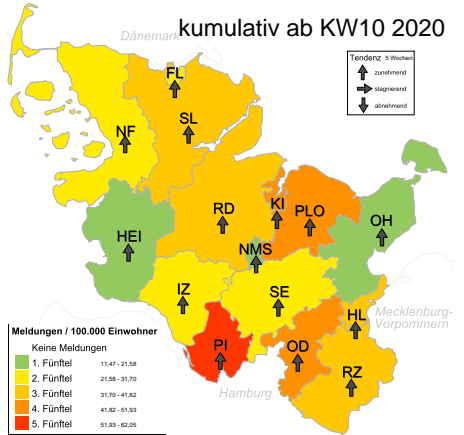 kumulativ ab KW10 2020
Dänemark
Tendenz 5 Wochen
zunehmend
stagnierend
abnehmend
FL
SL
NF
RD
KI
PLO
OH
HEI
NMS
IZ
SE
HL
Mecklenburg-
Vorpommern
PI
OD
RZ
Hamburg
Meldungen / 100.000 Einwohner
Keine Meldungen
1. Fünftel 11,47 - 21,58
2. Fünftel 21,58 - 31,70
3. Fünftel 31,70 - 41,82
4. Fünftel 41,82 - 51,93
5. Fünftel 51,93 - 62,05